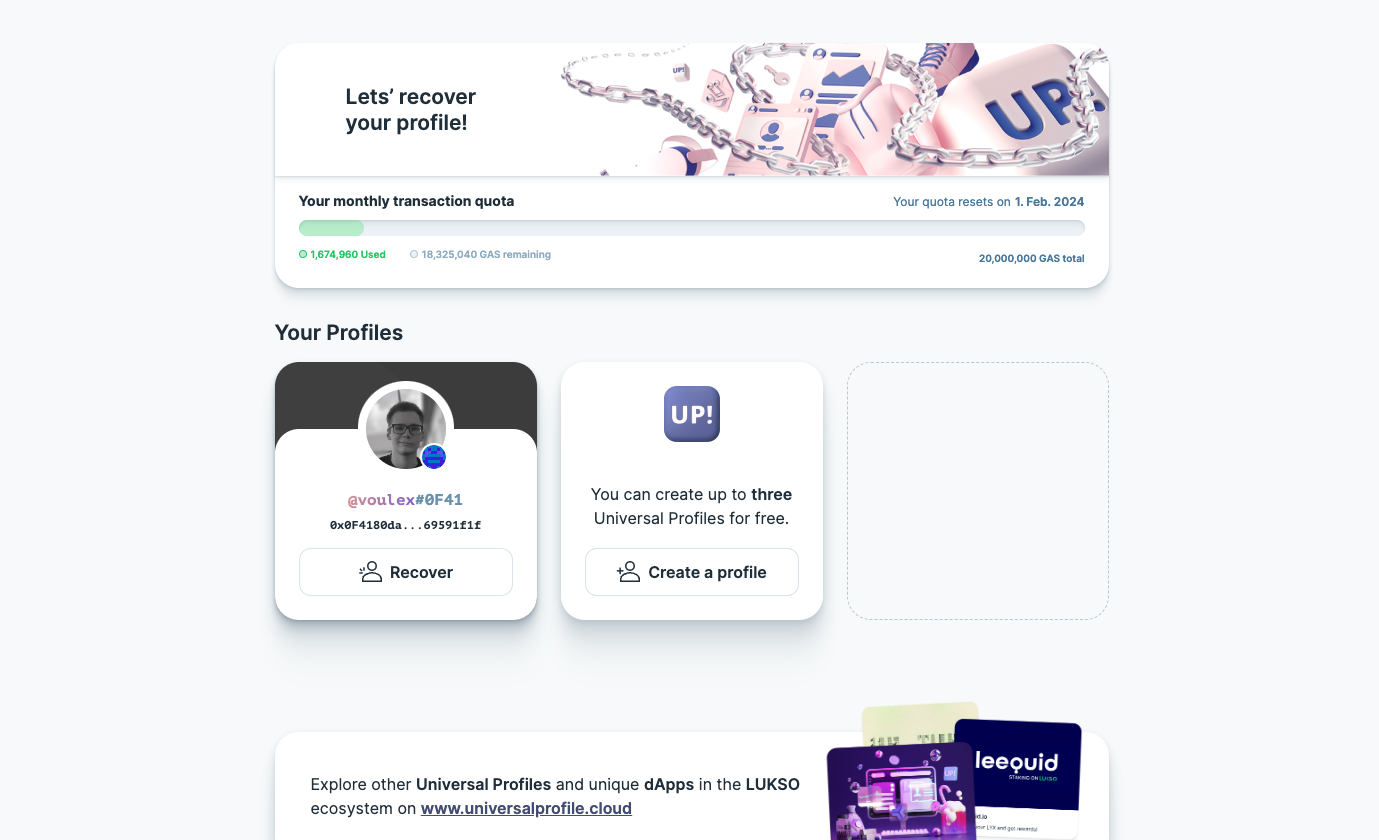 Lets’ recover
your profile!
UP!
UP!
Your monthly transaction quota
Your quota resets on 1. Feb. 2024
1,674,960 Used
18,325,040 GAS remaining
20,000,000 GAS total
Your Profiles
@voulex#0F41
0x0F4180da...69591f1f
Recover
UP!
You can create up to three
Universal Profiles for free.
Create a profile
Explore other Universal Profiles and unique dApps in the LUKSO
ecosystem on www.universalprofile.cloud
leequid
STAKING ON LUKSO
UP!
your LYX and get rewards!